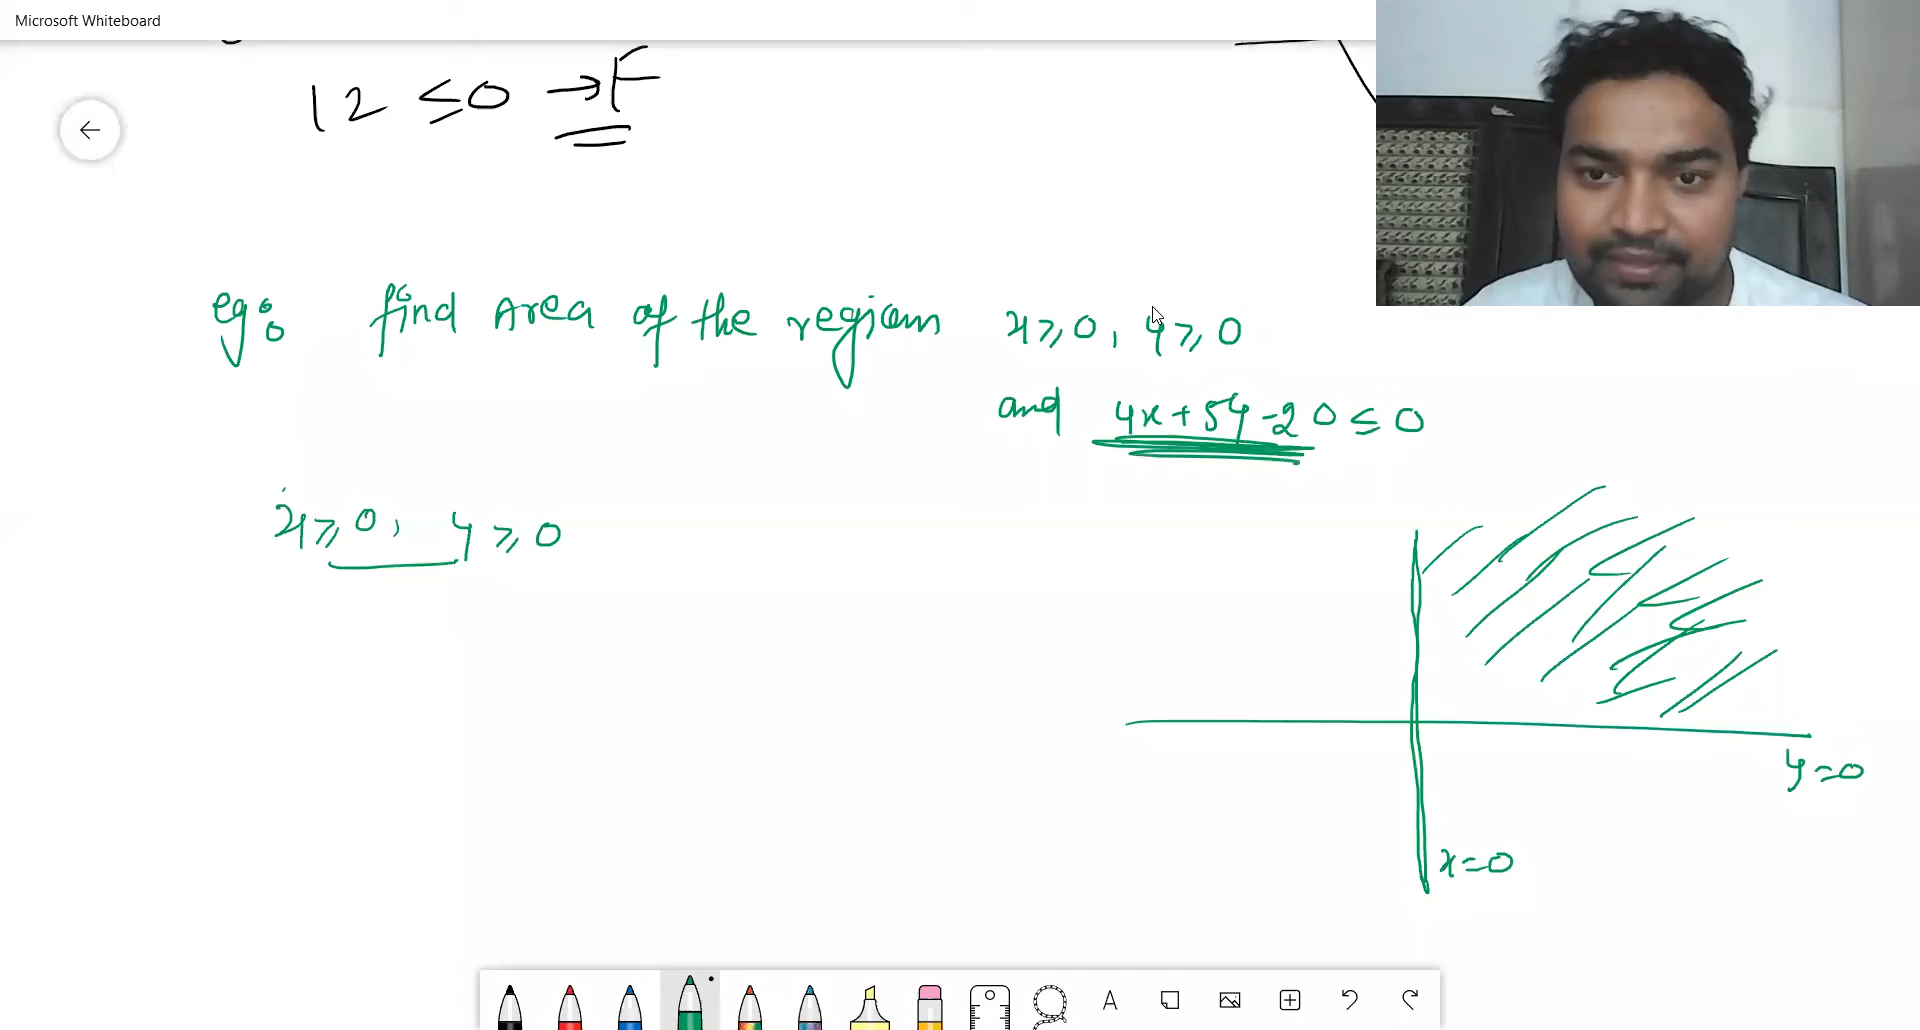 Microsoft Whiteboard
12 ≤0 →F
eg: find Area of the region x≥0, y≥0
and 4x+5y-20≤0
x≥0, y≥0
y=0
x=0
A